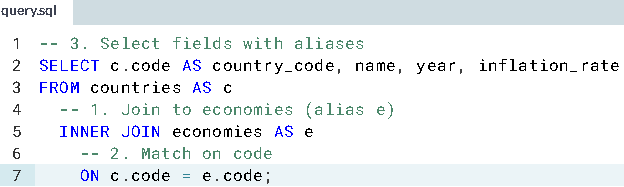 query.sql
1 -- 3. Select fields with aliases
2 SELECT c.code AS country_code, name, year, inflation_rate
3 FROM countries AS c
4 -- 1. Join to economies (alias e)
5 INNER JOIN economies AS e
6 -- 2. Match on code
7 ON c.code = e.code;